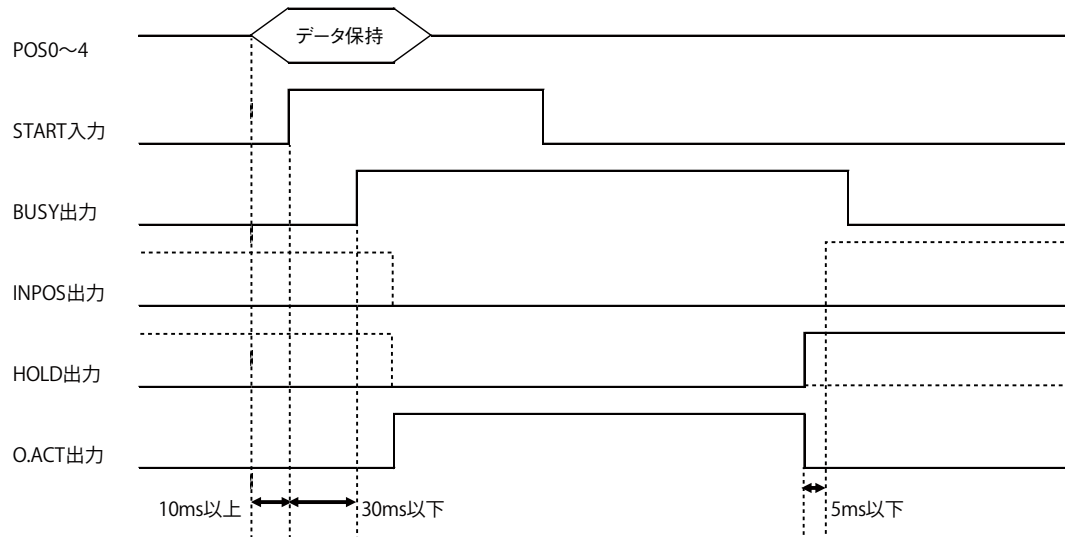 POS0～4
データ保持
START入力
BUSY出力
INPOS出力
HOLD出力
O.ACT出力
10ms以上
30ms以下
5ms以下